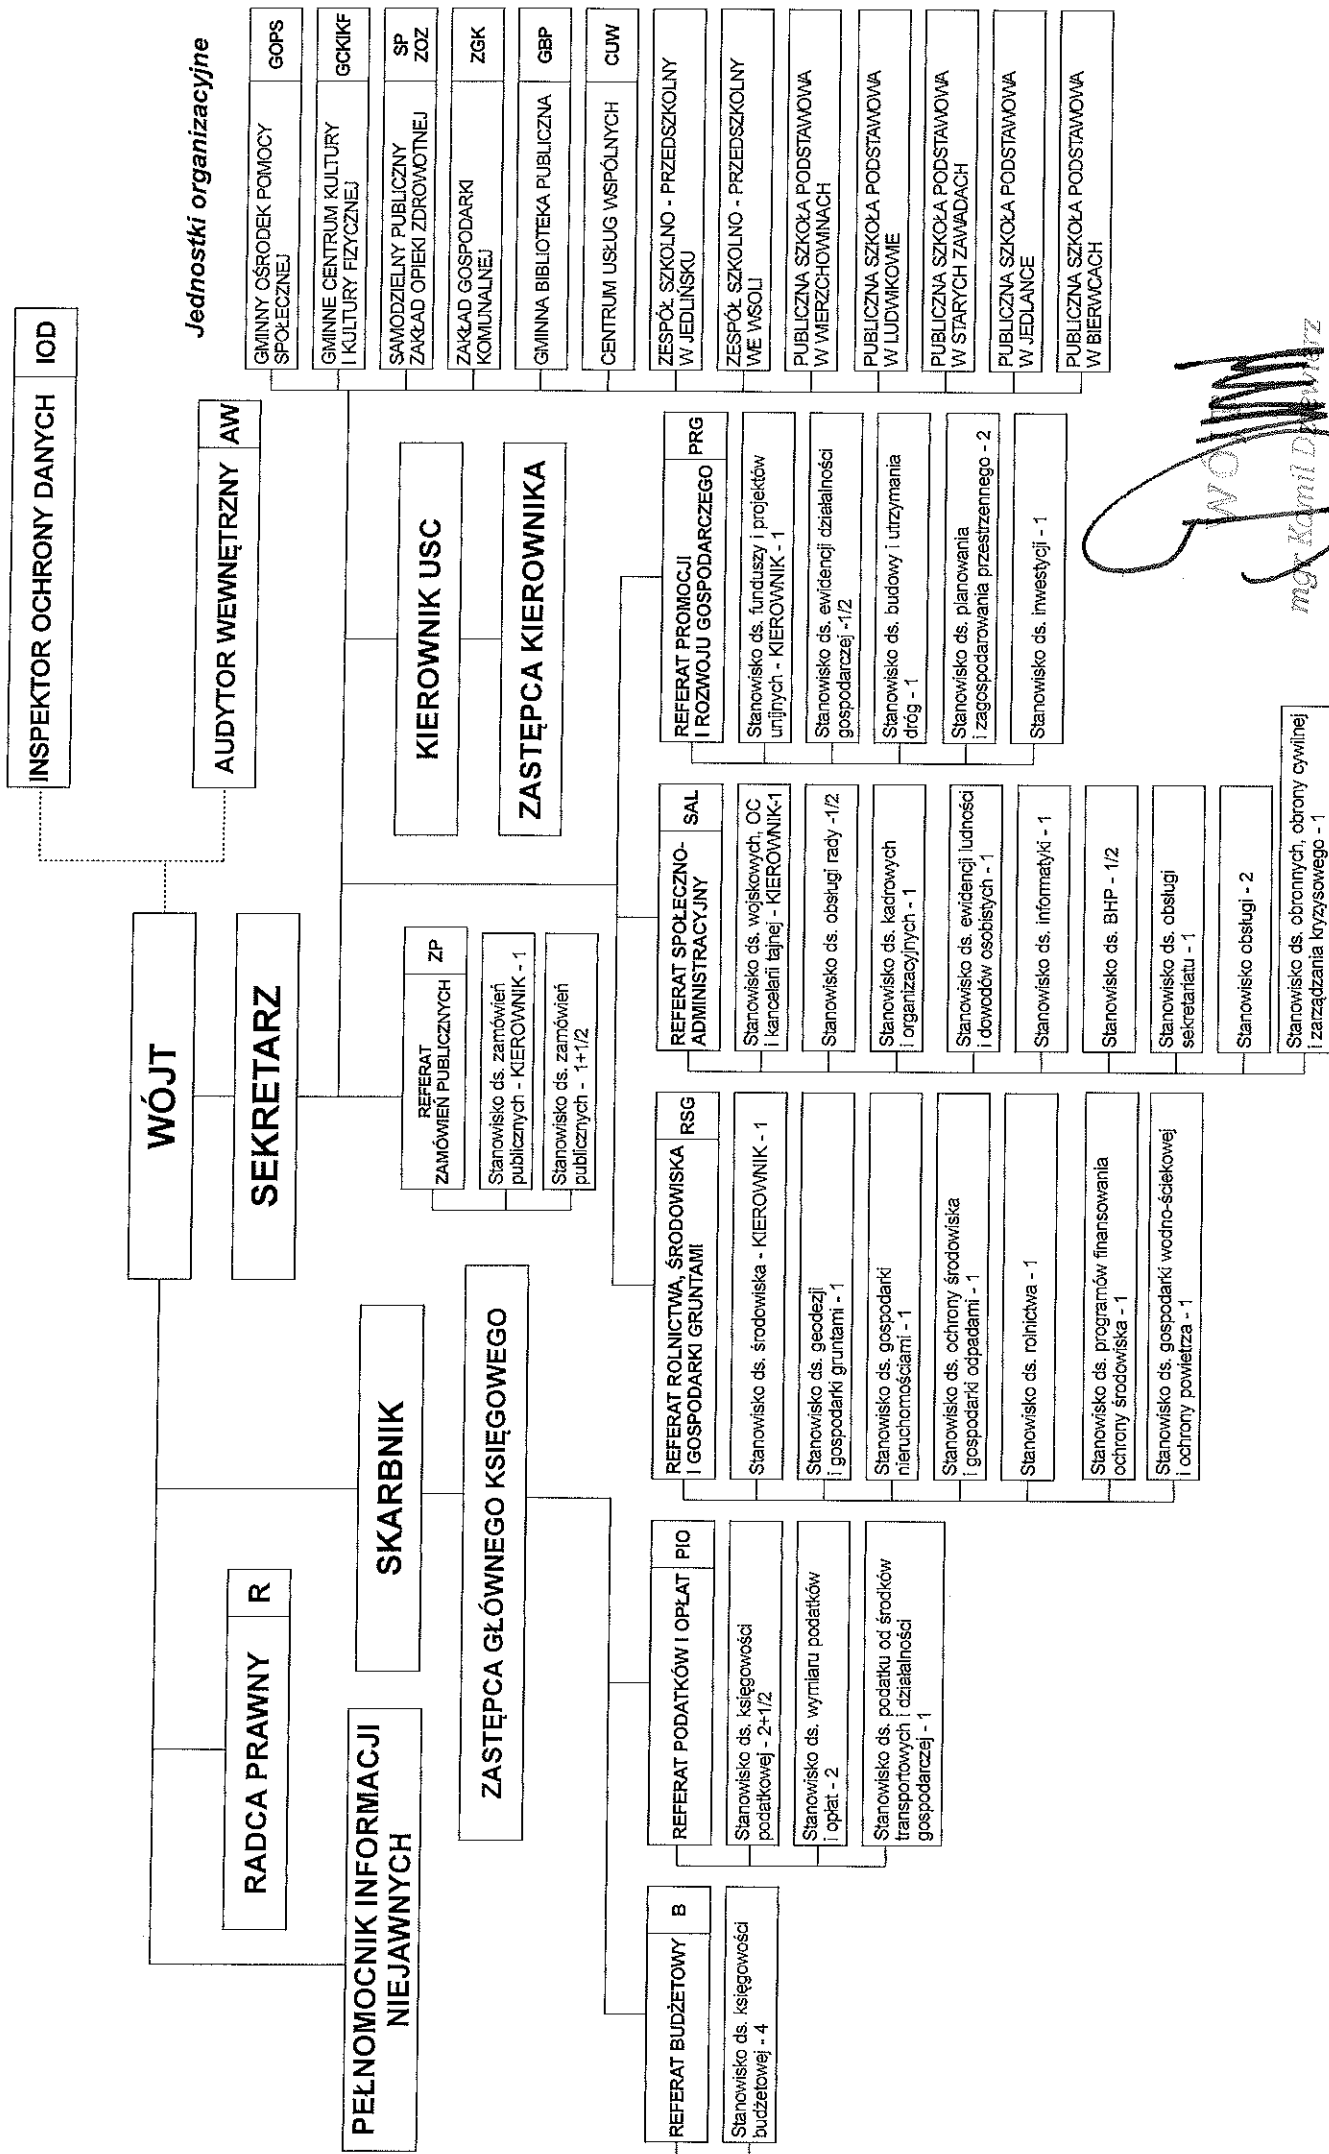 INSPEKTOR OCHRONY DANYCH IOD
WÓJT
AUDYTOR WEWNĘTRZNY AW
SEKRETARZ
RADCA PRAWNY R
PEŁNOMOCNIK INFORMACJI
NIEJAWNYCH
SKARBNIK
ZASTĘPCA GŁÓWNEGO KSIĘGOWEGO
REFERAT
ZAMÓWIEŃ PUBLICZNYCH
ZP
Stanowisko ds. zamówień
publicznych - KIEROWNIK - 1
Stanowisko ds. zamówień
publicznych - 1+1/2
KIEROWNIK USC
ZASTĘPCA KIEROWNIKA
REFERAT BUDŻETOWY B
Stanowisko ds. księgowości
budżetowej - 4
REFERAT PODATKÓW I OPŁAT PIO
Stanowisko ds. księgowości
podatkowej - 2+1/2
Stanowisko ds. wymiaru podatków
i opłat - 2
Stanowisko ds. podatku od środków
transportowych i działalności
gospodarczej - 1
REFERAT ROLNICTWA, ŚRODOWISKA
I GOSPODARKI GRUNTAMI
RSG
Stanowisko ds. środowiska - KIEROWNIK - 1
Stanowisko ds. geodezji
i gospodarki gruntami - 1
Stanowisko ds. gospodarki
nieruchomościami - 1
Stanowisko ds. ochrony środowiska
i gospodarki odpadami - 1
Stanowisko ds. rolnictwa - 1
Stanowisko ds. programów finansowania
ochrony środowiska - 1
Stanowisko ds. gospodarki wodno-ściekowej
i ochrony powietrza - 1
REFERAT SPOŁECZNO-
ADMINISTRACYJNY
SAL
Stanowisko ds. wojskowych, OC
i kancelarii tajnej - KIEROWNIK-1
Stanowisko ds. obsługi rady -1/2
Stanowisko ds. kadrowych
i organizacyjnych - 1
Stanowisko ds. ewidencji ludności
i dowodów osobistych - 1
Stanowisko ds. informatyki - 1
Stanowisko ds. BHP - 1/2
Stanowisko ds. obsługi
sekretariatu - 1
Stanowisko obsługi - 2
Stanowisko ds. obronnych, obrony cywilnej
i zarządzania kryzysowego - 1
REFERAT PROMOCJI
I ROZWOJU GOSPODARCZEGO
PRG
Stanowisko ds. funduszy i projektów
unijnych - KIEROWNIK - 1
Stanowisko ds. ewidencji działalności
gospodarczej -1/2
Stanowisko ds. budowy i utrzymania
dróg - 1
Stanowisko ds. planowania
i zagospodarowania przestrzennego - 2
Stanowisko ds. inwestycji - 1
Jednostki organizacyjne
GMINNY OŚRODEK POMOCY
SPOŁECZNEJ
GOPS
GMINNE CENTRUM KULTURY
I KULTURY FIZYCZNEJ
GCKIKF
SAMODZIELNY PUBLICZNY
ZAKŁAD OPIEKI ZDROWOTNEJ
SP
ZOZ
ZAKŁAD GOSPODARKI
KOMUNALNEJ
ZGK
GMINNA BIBLIOTEKA PUBLICZNA GBP
CENTRUM USŁUG WSPÓLNYCH CUW
ZESPÓŁ SZKOLNO - PRZEDSZKOLNY
W JEDLIŃSKU
ZESPÓŁ SZKOLNO - PRZEDSZKOLNY
WE WSOLI
PUBLICZNA SZKOŁA PODSTAWOWA
W WIERZCHOWINACH
PUBLICZNA SZKOŁA PODSTAWOWA
W LUDWIKOWIE
PUBLICZNA SZKOŁA PODSTAWOWA
W STARYCH ZAWADACH
PUBLICZNA SZKOŁA PODSTAWOWA
W JEDLANCE
PUBLICZNA SZKOŁA PODSTAWOWA
W BIERWCACH
mgr Kamil